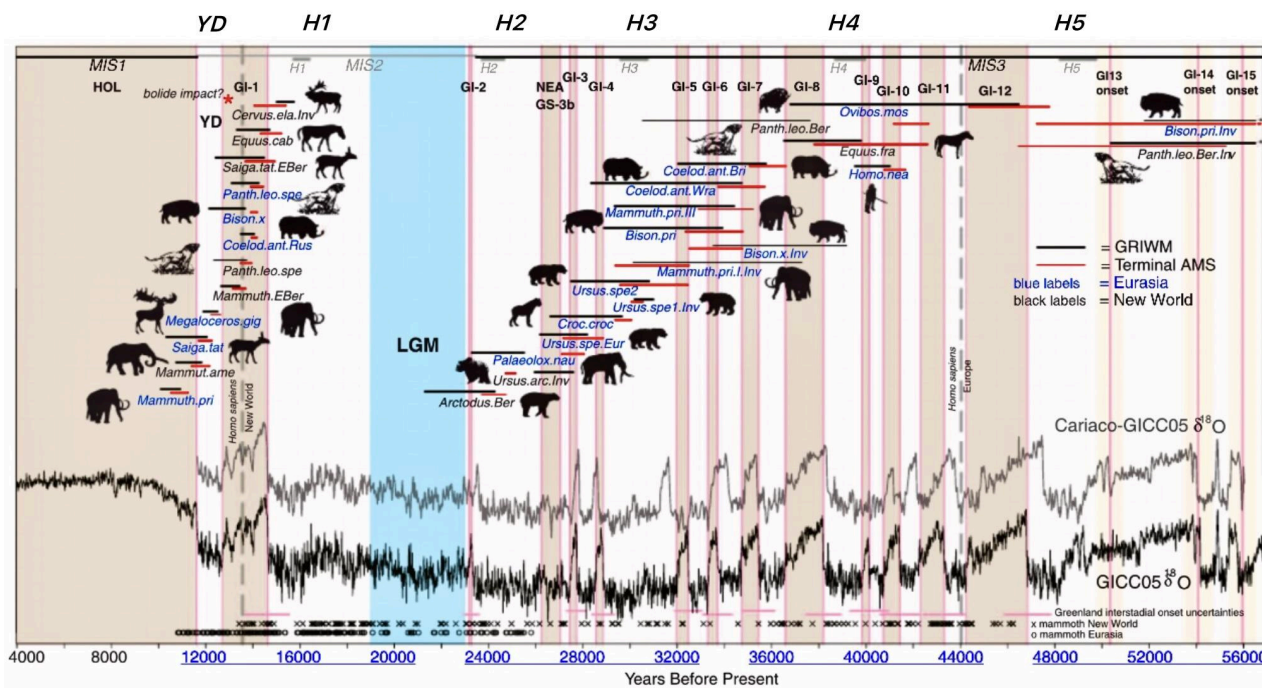 YD H1 H2 H3 H4 H5
MIS1 H1 MIS2 H2 H3 H4 MIS3 H5
HOL GI-1 GI-2 NEA GS-3b GI-3 GI-4 GI-5 GI-6 GI-7 GI-8 GI-9 GI-10 GI-11 GI-12 GI13 onset GI-14 onset GI-15 onset
bolide impact?
*
YD
Cervus.ela.Inv
Equus.cab
Saiga.tat.EBer
Panth.leo.spe
Bison.x
Coelod.ant.Rus
Panth.leo.spe
Mammuth.EBer
Megaloceros.gig
Saiga.tat
Mammut.ame
Mammuth.pri
Homo sapiens
New World
LGM
Ovibos.mos
Panth.leo.Ber
Equus.fra
Coelod.ant.Bri
Homo.nea
Coelod.ant.Wra
Mammuth.pri.III
Bison.pri
Bison.x.Inv
Mammuth.pri.I.Inv
Ursus.spe2
Ursus.spe1.Inv
Croc.croc
Ursus.spe.Eur
Palaeolox.nau
Ursus.arc.Inv
Arctodus.Ber
Bison.pri.Inv
Panth.leo.Ber.Inv
= GRIWM
= Terminal AMS
blue labels = Eurasia
black labels = New World
Homo sapiens
Europe
Cariaco-GICC05 δ18O
GICC05 δ18O
Greenland interstadial onset uncertainties
x mammoth New World
o mammoth Eurasia
4000 8000 12000 16000 20000 24000 28000 32000 36000 40000 44000 48000 52000 56000
Years Before Present